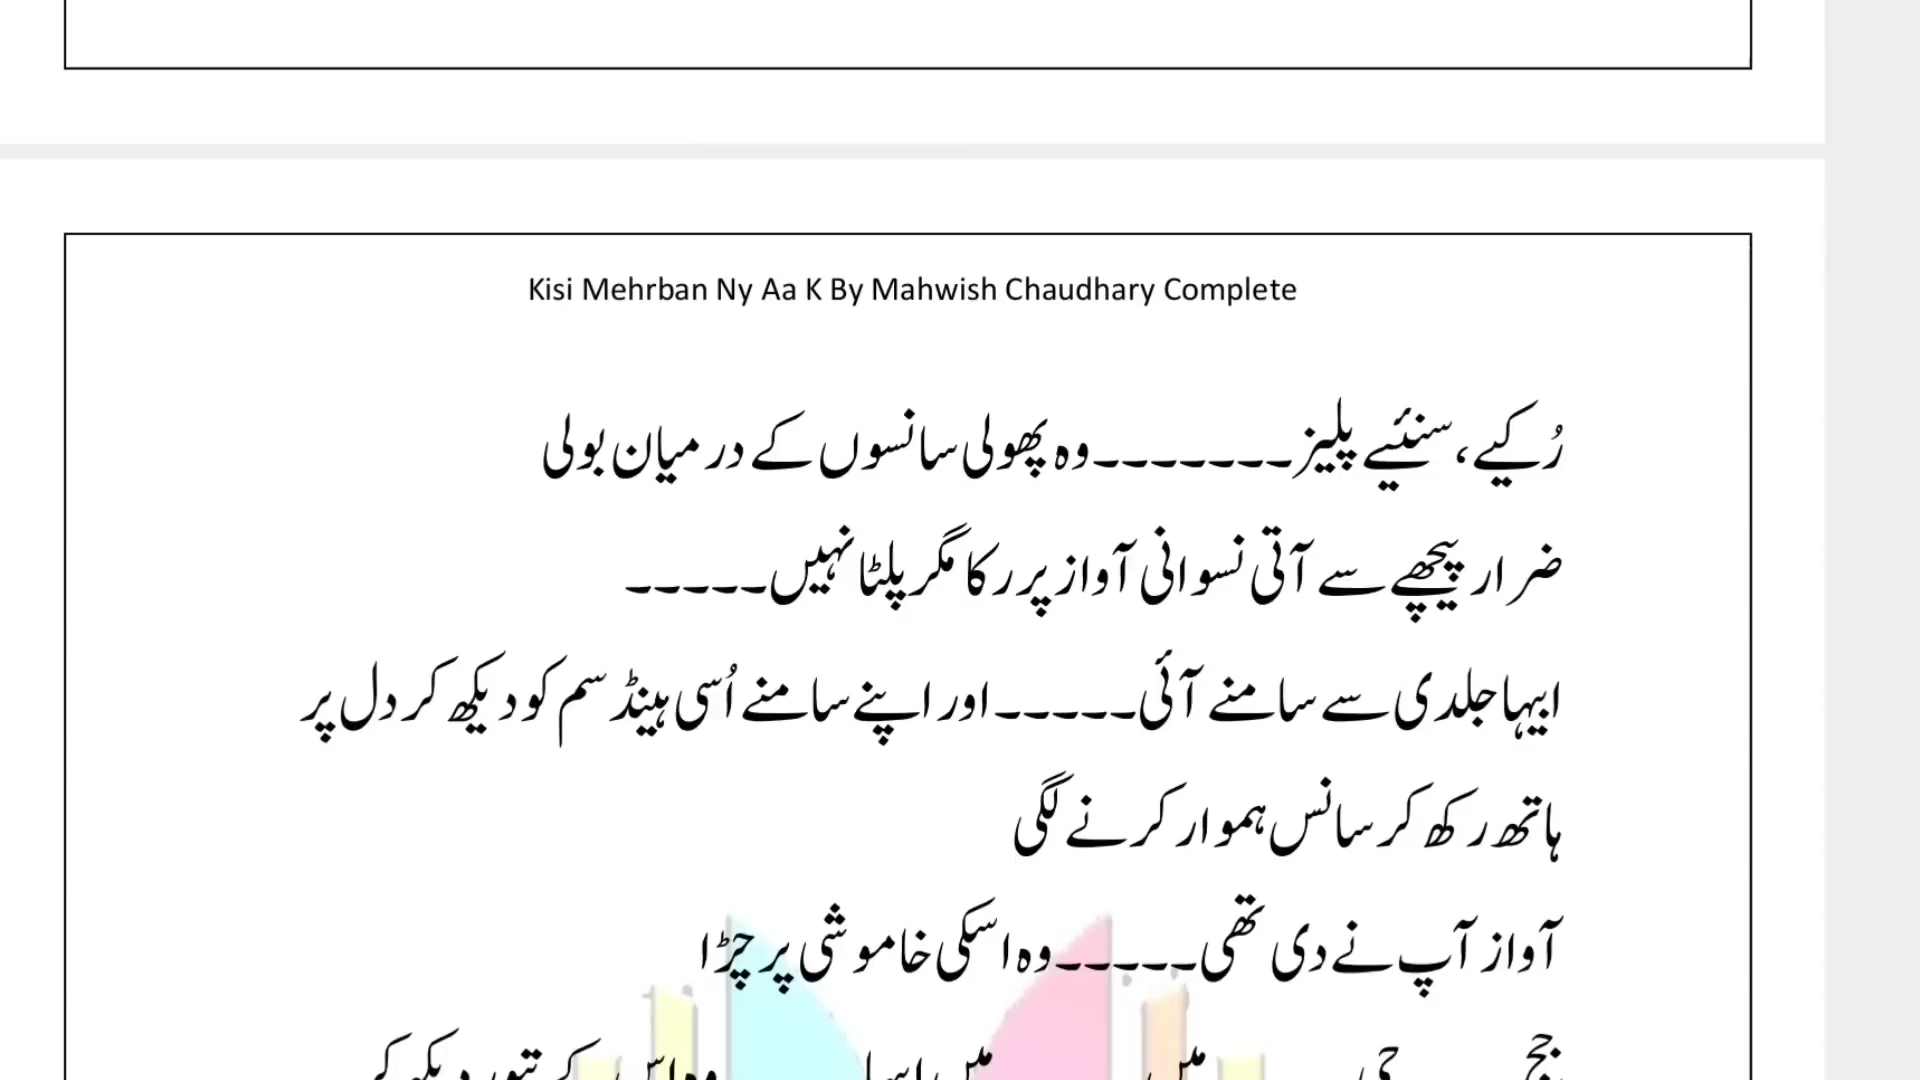 Kisi Mehrban Ny Aa K By Mahwish Chaudhary Complete
رُکیے، سنئیے پلیز۔۔۔۔۔۔۔وہ پھولی سانسوں کے درمیان بولی
ضرار پیچھے سے آتی نسوانی آواز پر رکا مگر پلٹا نہیں۔۔۔۔۔
ابیہا جلدی سے سامنے آئی۔۔۔۔۔اور اپنے سامنے اُسی ہینڈسم کو دیکھ کر دل پر
ہاتھ رکھ کر سانس ہموار کرنے لگی
آواز آپ نے دی تھی۔۔۔۔۔وہ اسکی خاموشی پر چڑا